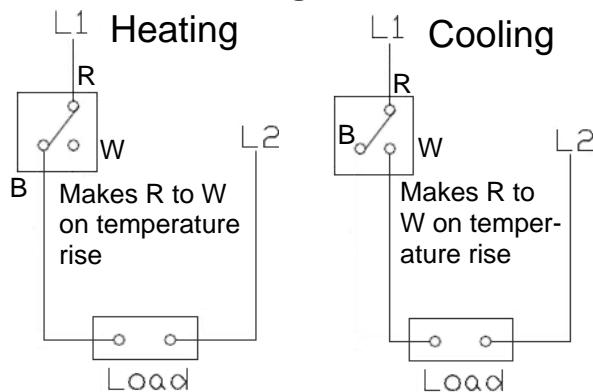 L1 Heating
R
W
B
L2
Makes R to W
on temperature
rise
Load
L1 Cooling
R
B
W
L2
Makes R to
W on temper-
ature rise
Load